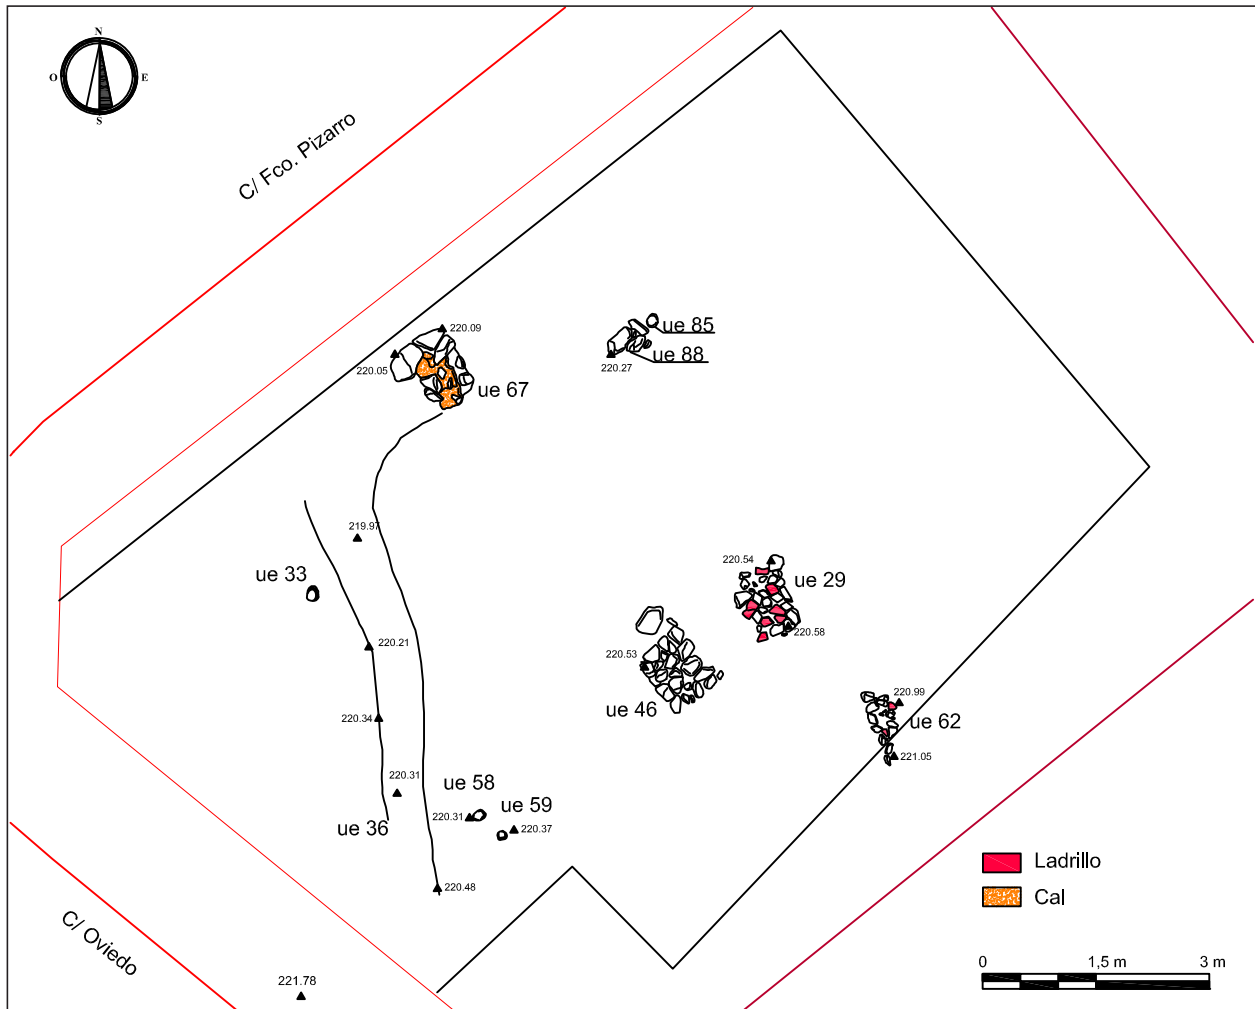 N
O
E
S
C/ Fco. Pizarro
220.09
220.05
ue 67
ue 85
ue 88
220.27
219.97
ue 33
220.21
220.34
220.31
ue 36
ue 58
220.31
ue 59
220.37
220.48
220.54
ue 29
220.58
220.53
ue 46
220.99
ue 62
221.05
C/ Oviedo
221.78
Ladrillo
Cal
0 1,5 m 3 m